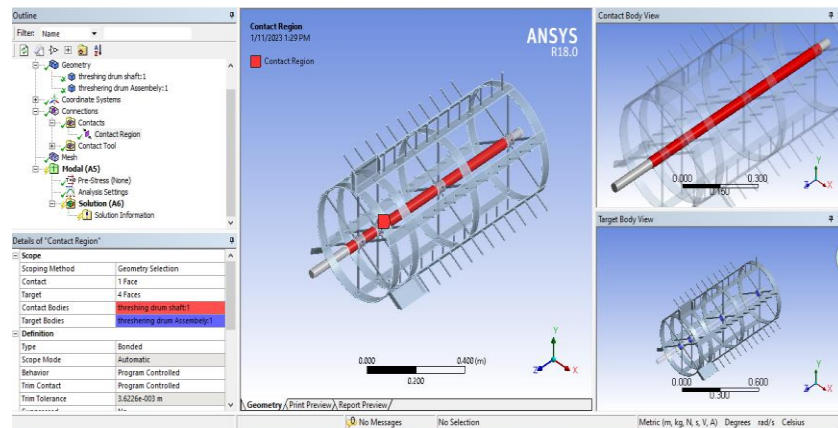 Outline
Filter: Name
Geometry
threshing drum shaft:1
threshering drum Assembely:1
Coordinate Systems
Connections
Contacts
Contact Region
Contact Tool
Mesh
Modal (A5)
Pre-Stress (None)
Analysis Settings
Solution (A6)
Solution Information
Details of "Contact Region"
Scope
Scoping Method Geometry Selection
Contact 1 Face
Target 4 Faces
Contact Bodies threshing drum shaft:1
Target Bodies threshering drum Assembely:1
Definition
Type Bonded
Scope Mode Automatic
Behavior Program Controlled
Trim Contact Program Controlled
Trim Tolerance 3.6226e-003 m
Suppressed No
Contact Region
1/11/2023 1:29 PM
Contact Region
ANSYS
R18.0
0.000 0.400 (m)
0.200
Y
Z X
Geometry Print Preview Report Preview
Contact Body View
0.000 0.300
0.150
Y
Z X
Target Body View
0.000 0.600
0.300
Y
Z X
0 No Messages No Selection Metric (m, kg, N, s, V, A) Degrees rad/s Celsius